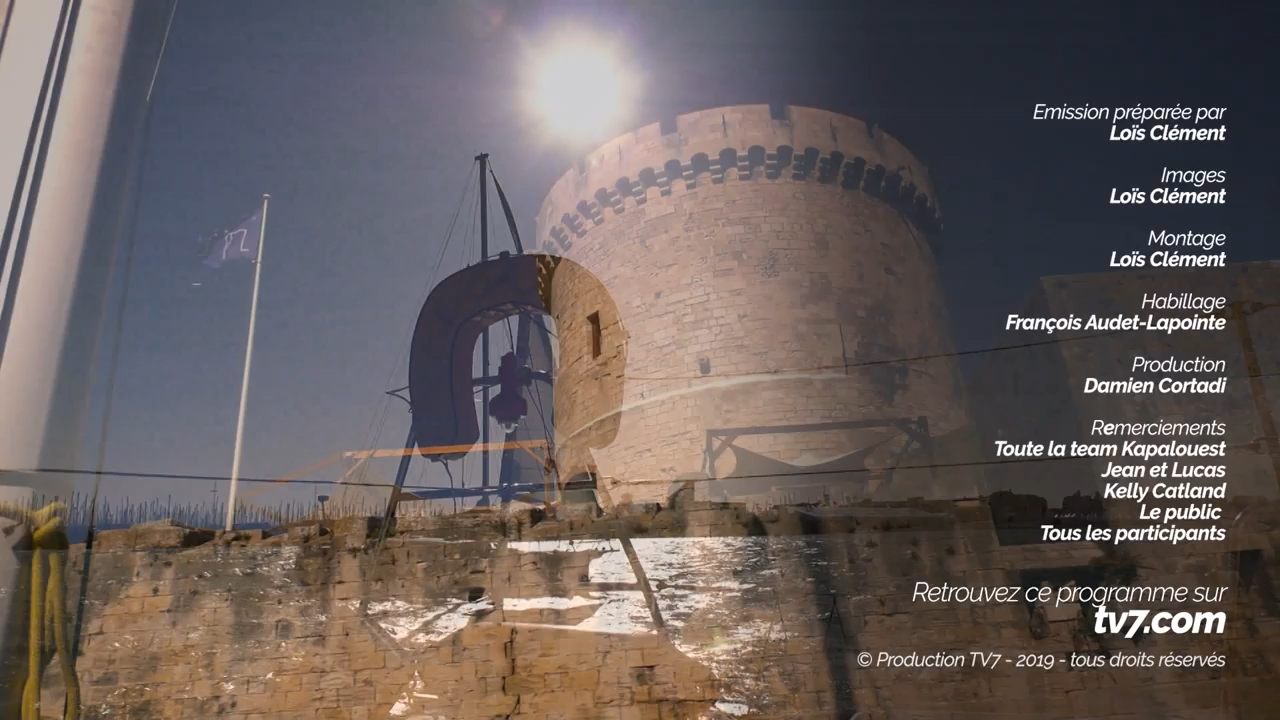 Emission préparée par
Loïs Clément
Images
Loïs Clément
Montage
Loïs Clément
Habillage
François Audet-Lapointe
Production
Damien Cortadi
Remerciements
Toute la team Kapalouest
Jean et Lucas
Kelly Catland
Le public
Tous les participants
Retrouvez ce programme sur
tv7.com
© Production TV7 - 2019 - tous droits réservés